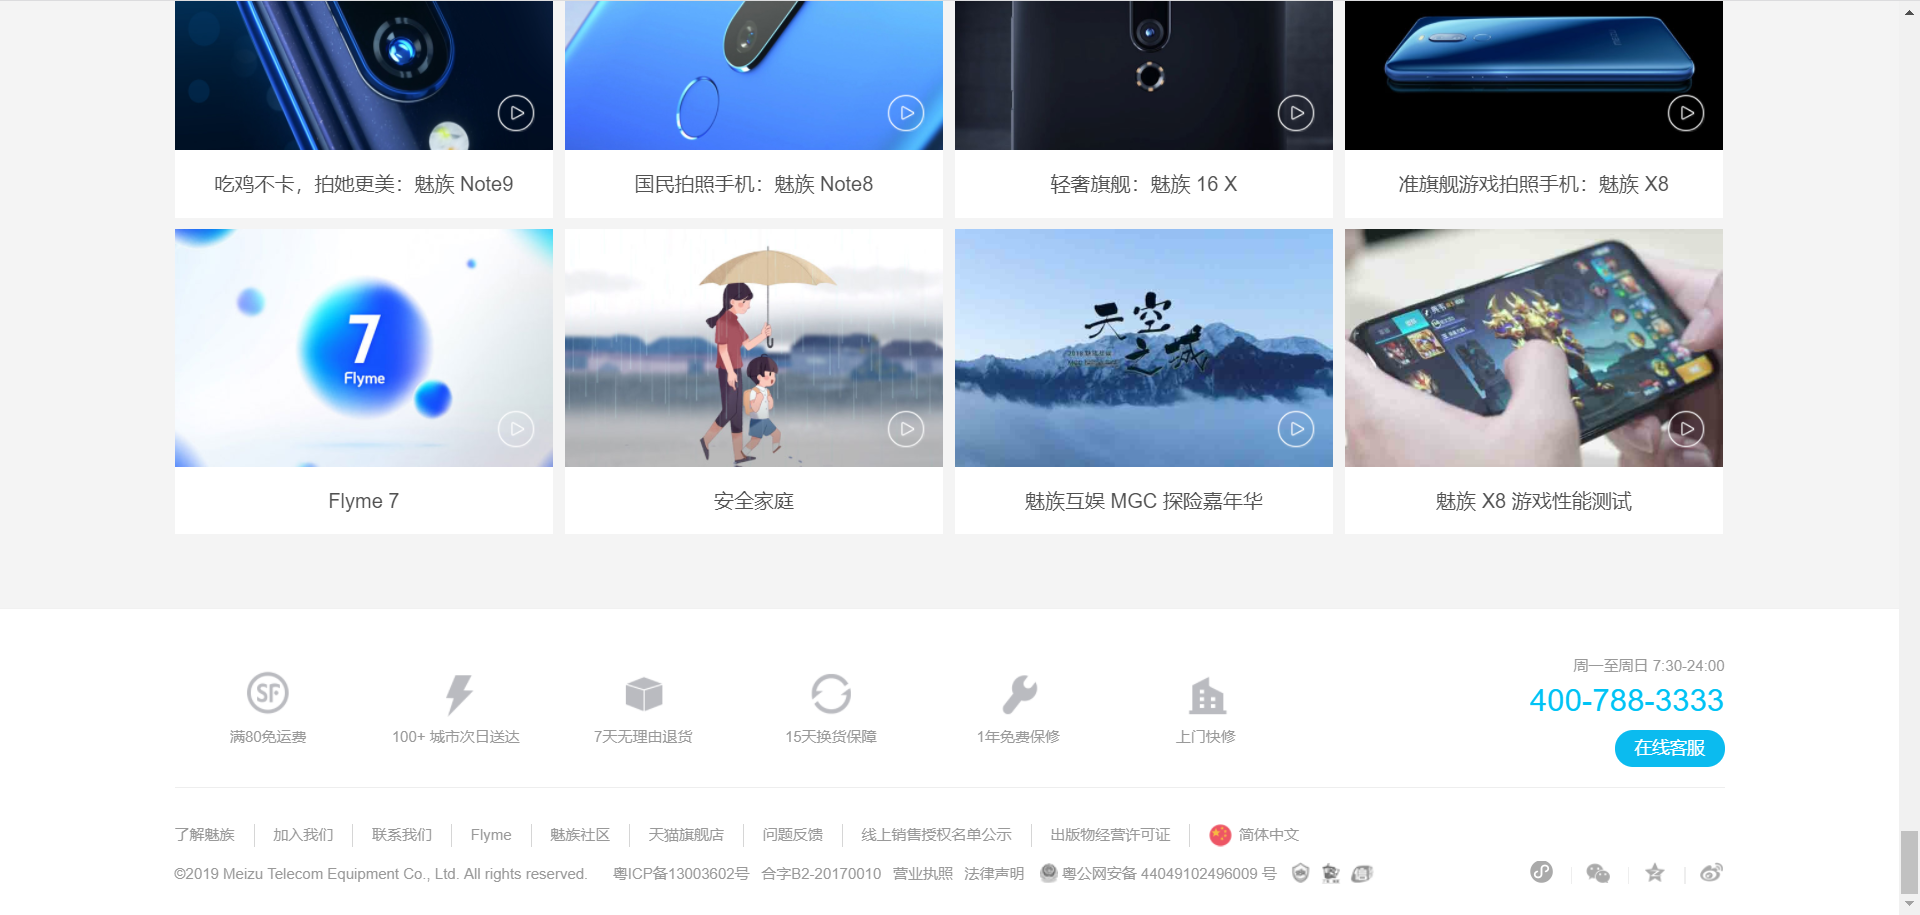 吃鸡不卡，拍她更美：魅族 Note9
国民拍照手机：魅族 Note8
轻奢旗舰：魅族 16 X
准旗舰游戏拍照手机：魅族 X8
7
Flyme
天空之城
Flyme 7
安全家庭
魅族互娱 MGC 探险嘉年华
魅族 X8 游戏性能测试
SF
满80免运费
100+ 城市次日送达
7天无理由退货
15天换货保障
1年免费保修
上门快修
周一至周日 7:30-24:00
400-788-3333
在线客服
了解魅族 加入我们 联系我们 Flyme 魅族社区 天猫旗舰店 问题反馈 线上销售授权名单公示 出版物经营许可证 简体中文
©2019 Meizu Telecom Equipment Co., Ltd. All rights reserved. 粤ICP备13003602号 合字B2-20170010 营业执照 法律声明 粤公网安备 44049102496009 号